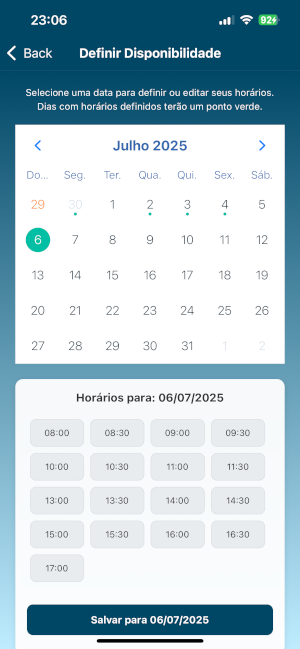 23:06
92
Back
Definir Disponibilidade
Selecione uma data para definir ou editar seus horários.
Dias com horários definidos terão um ponto verde.
Julho 2025
Do... Seg. Ter. Qua. Qui. Sex. Sáb.
29 30 1 2 3 4 5
6 7 8 9 10 11 12
13 14 15 16 17 18 19
20 21 22 23 24 25 26
27 28 29 30 31 1 2
Horários para: 06/07/2025
08:00 08:30 09:00 09:30
10:00 10:30 11:00 11:30
13:00 13:30 14:00 14:30
15:00 15:30 16:00 16:30
17:00
Salvar para 06/07/2025